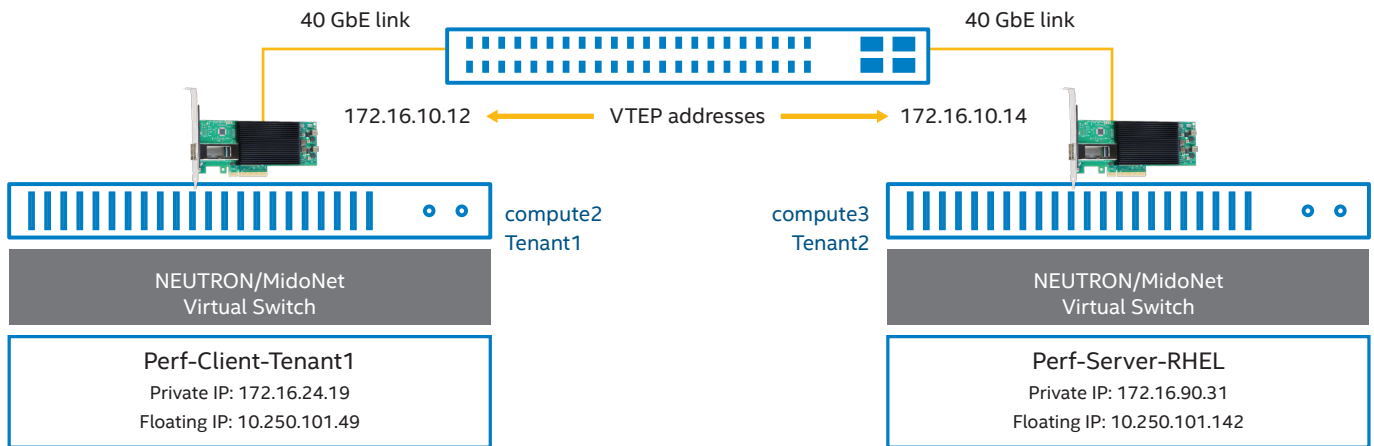 40 GbE link
40 GbE link
172.16.10.12
VTEP addresses
172.16.10.14
compute2
Tenant1
compute3
Tenant2
NEUTRON/MidoNet
Virtual Switch
NEUTRON/MidoNet
Virtual Switch
Perf-Client-Tenant1
Private IP: 172.16.24.19
Floating IP: 10.250.101.49
Perf-Server-RHEL
Private IP: 172.16.90.31
Floating IP: 10.250.101.142